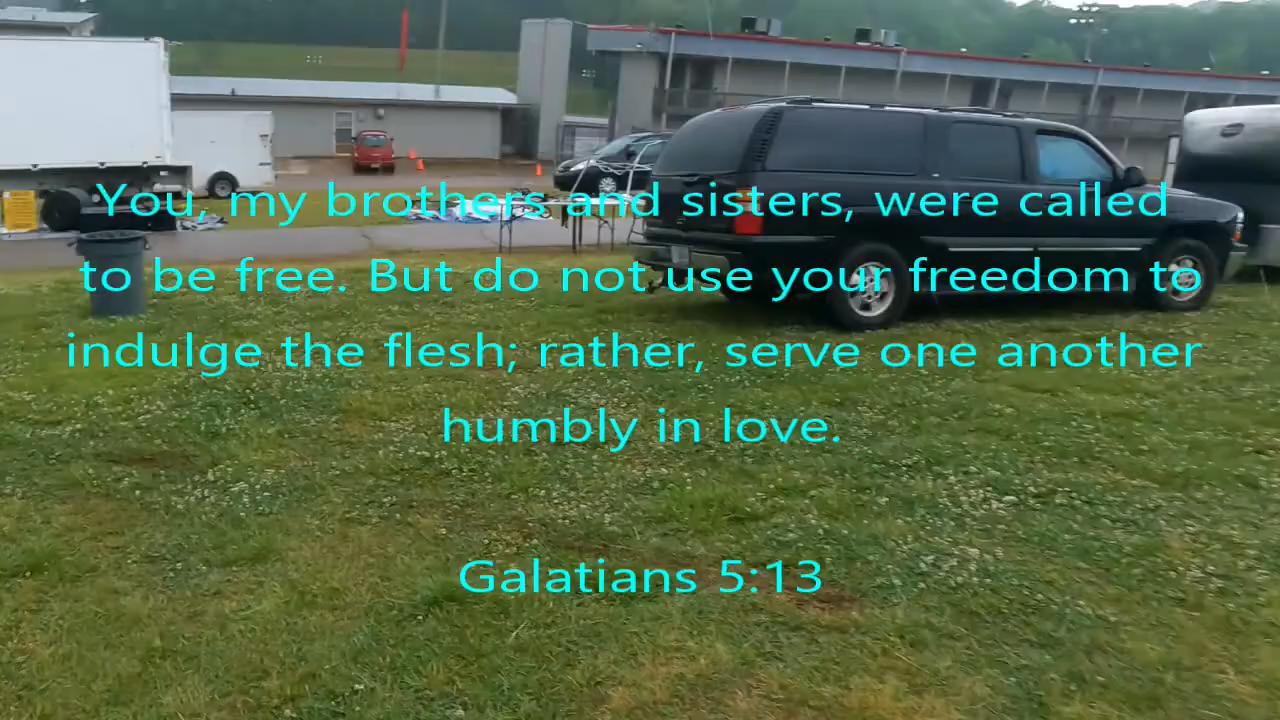 You, my brothers and sisters, were called
to be free. But do not use your freedom to
indulge the flesh; rather, serve one another
humbly in love.
Galatians 5:13